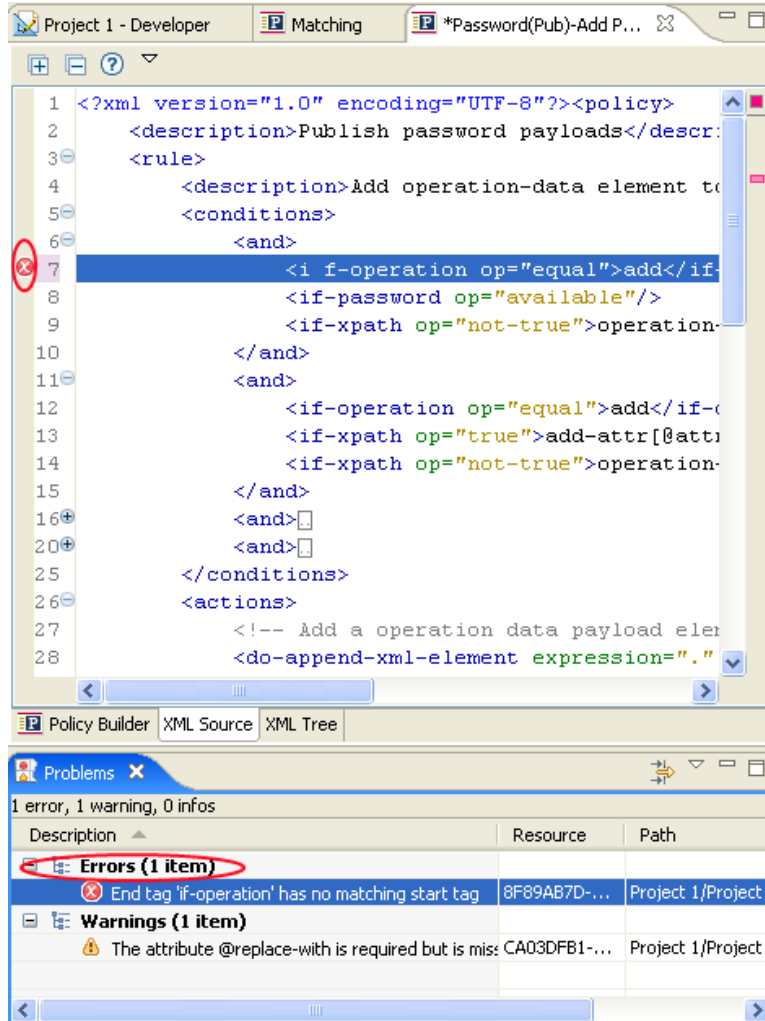 Project 1 - Developer Matching *Password(Pub)-Add P...
1 <?xml version="1.0" encoding="UTF-8"?><policy>
2 <description>Publish password payloads</descr
3 <rule>
4 <description>Add operation-data element to
5 <conditions>
6 <and>
7 <i f-operation op="equal">add</if-
8 <if-password op="available"/>
9 <if-xpath op="not-true">operation-
10 </and>
11 <and>
12 <if-operation op="equal">add</if-o
13 <if-xpath op="true">add-attr[@attr
14 <if-xpath op="not-true">operation-
15 </and>
16 <and>..
20 <and>..
25 </conditions>
26 <actions>
27 <!-- Add a operation data payload elem
28 <do-append-xml-element expression="."
Policy Builder XML Source XML Tree
Problems
1 error, 1 warning, 0 infos
Description Resource Path
Errors (1 item)
End tag 'if-operation' has no matching start tag 8F89AB7D-... Project 1/Project
Warnings (1 item)
The attribute @replace-with is required but is miss CA03DFB1-... Project 1/Project